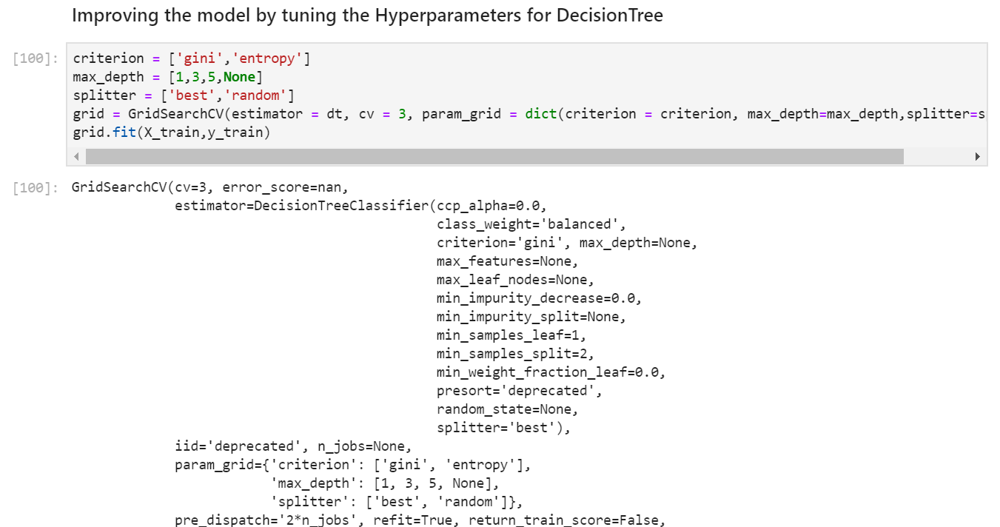 Improving the model by tuning the Hyperparameters for DecisionTree
[100]: criterion = ['gini','entropy']
max_depth = [1,3,5,None]
splitter = ['best','random']
grid = GridSearchCV(estimator = dt, cv = 3, param_grid = dict(criterion = criterion, max_depth=max_depth,splitter=s
grid.fit(X_train,y_train)
[100]: GridSearchCV(cv=3, error_score=nan,
estimator=DecisionTreeClassifier(ccp_alpha=0.0,
class_weight='balanced',
criterion='gini', max_depth=None,
max_features=None,
max_leaf_nodes=None,
min_impurity_decrease=0.0,
min_impurity_split=None,
min_samples_leaf=1,
min_samples_split=2,
min_weight_fraction_leaf=0.0,
presort='deprecated',
random_state=None,
splitter='best'),
iid='deprecated', n_jobs=None,
param_grid={'criterion': ['gini', 'entropy'],
'max_depth': [1, 3, 5, None],
'splitter': ['best', 'random']},
pre_dispatch='2*n_jobs', refit=True, return_train_score=False,